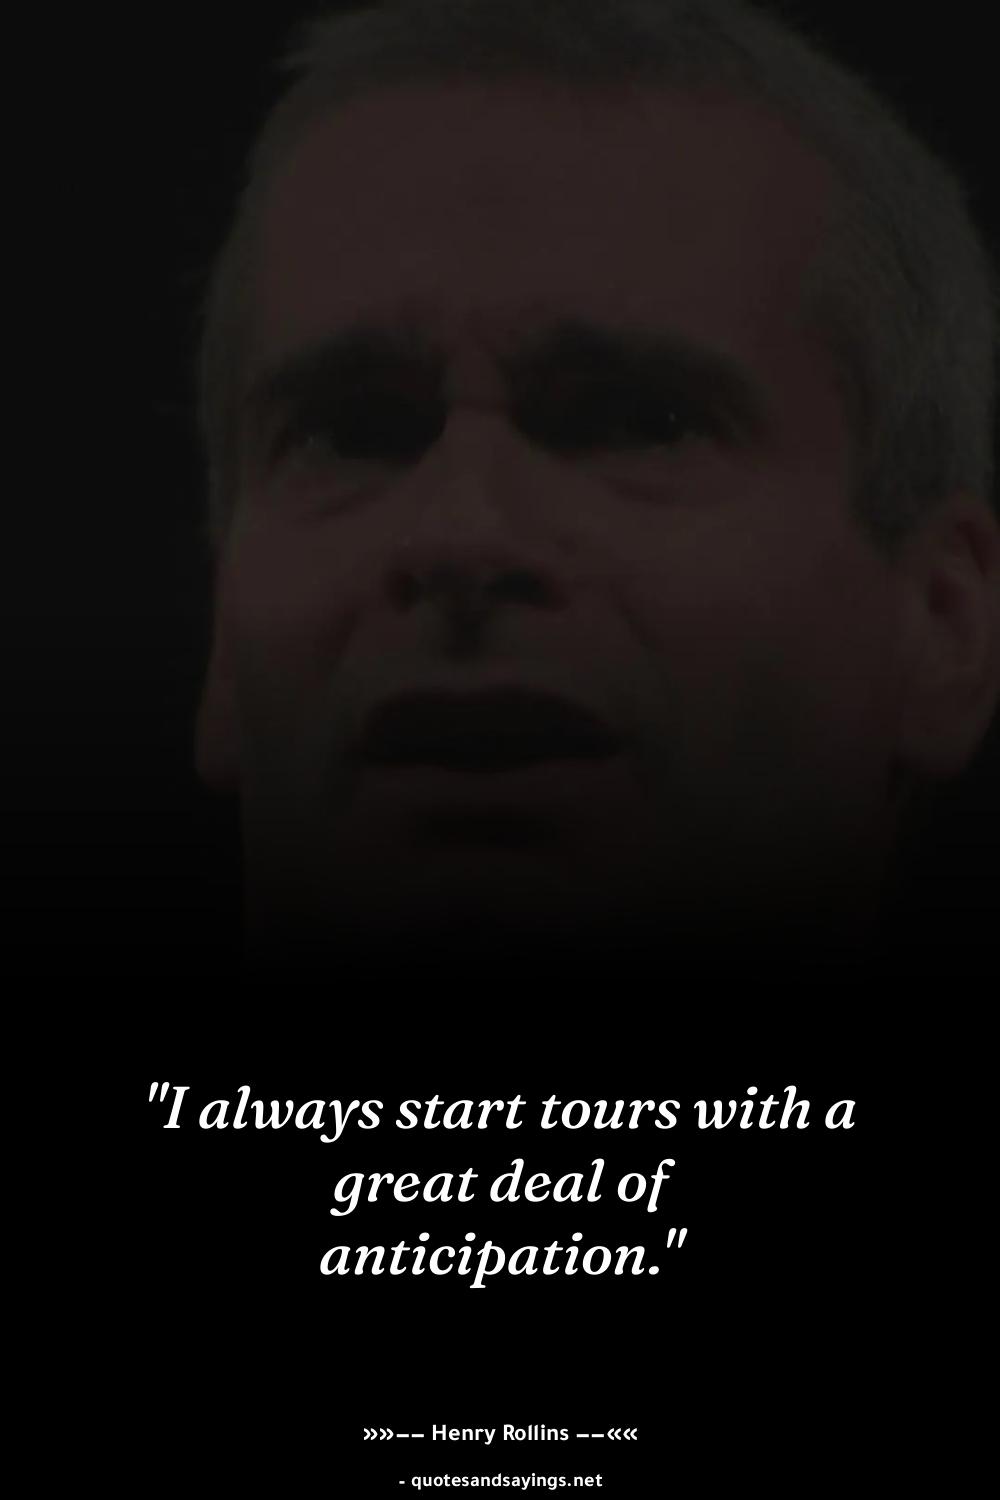 "I always start tours with a
great deal of
anticipation."
»»–– Henry Rollins ––««
- quotesandsayings.net